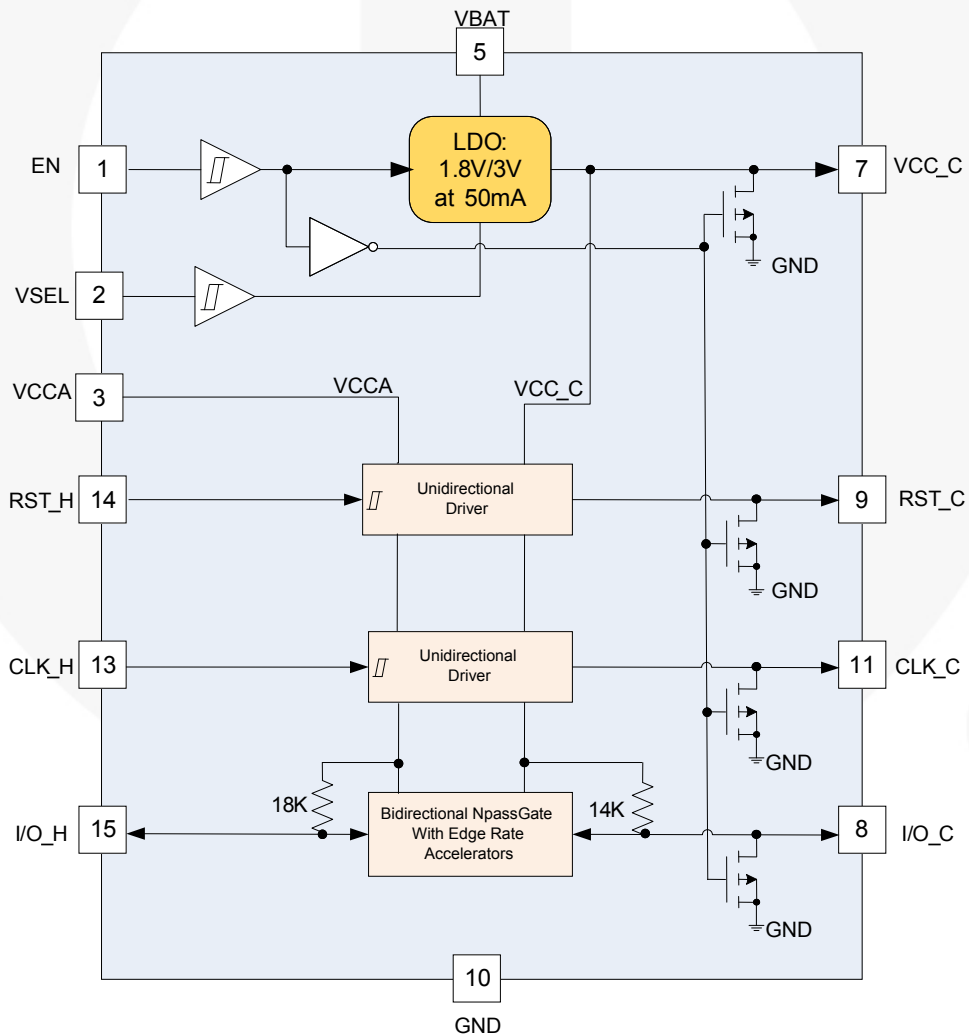 VBAT
5
EN
1
LDO:
1.8V/3V
at 50mA
7
VCC_C
GND
VSEL
2
VCCA
3
VCCA
VCC_C
RST_H
14
Unidirectional
Driver
9
RST_C
GND
CLK_H
13
Unidirectional
Driver
11
CLK_C
GND
18K
14K
I/O_H
15
Bidirectional NpassGate
With Edge Rate
Accelerators
8
I/O_C
GND
10
GND